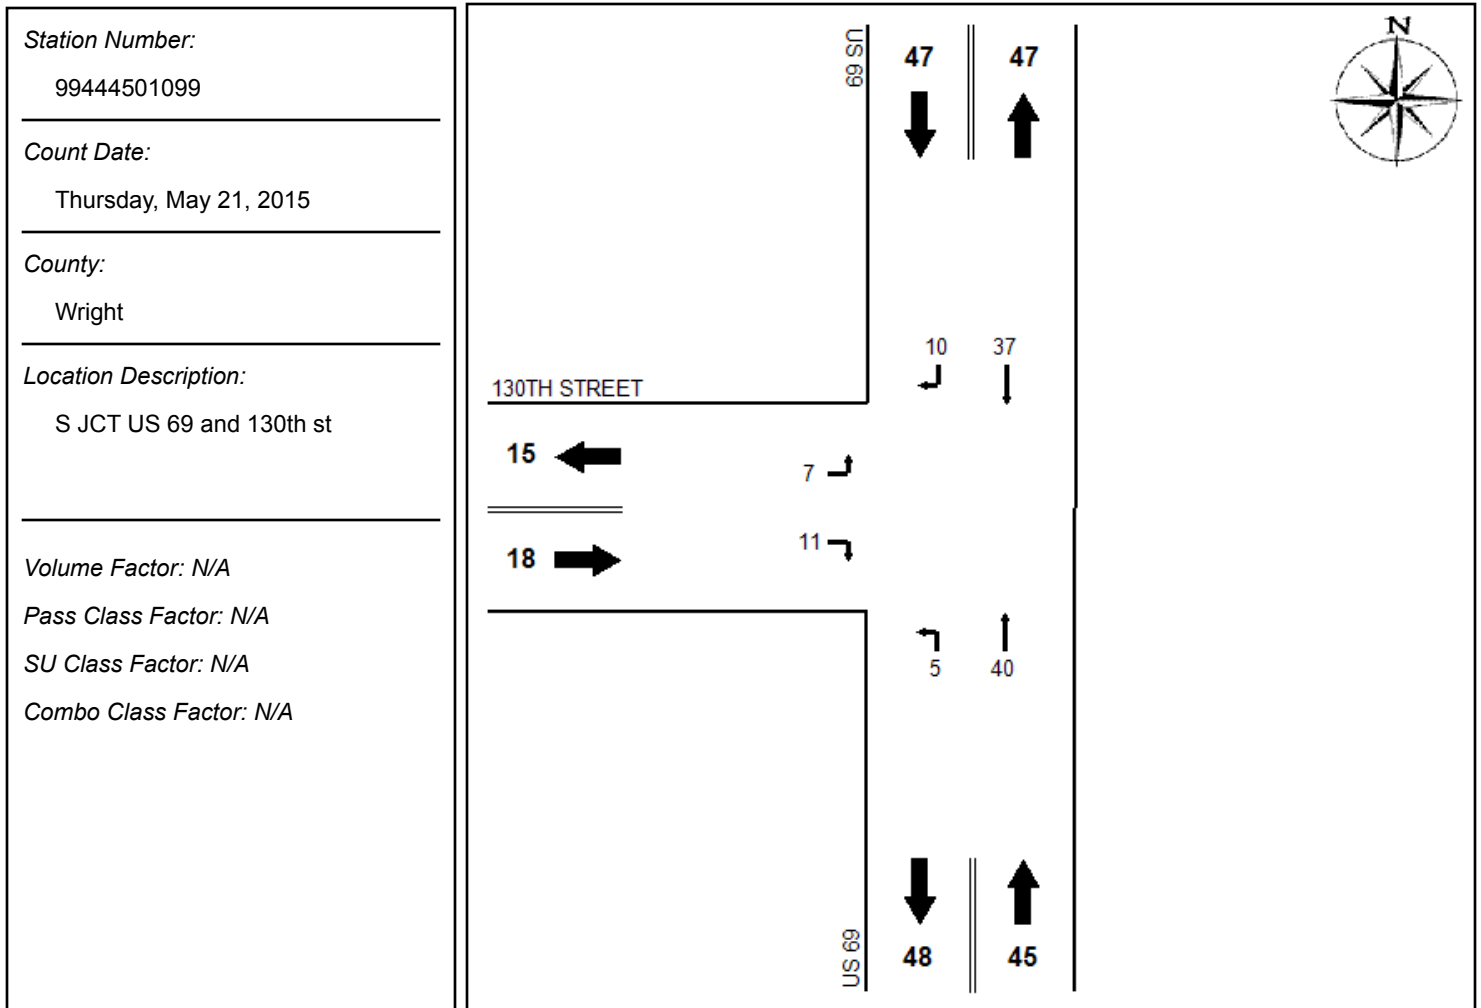 Station Number:
99444501099
Count Date:
Thursday, May 21, 2015
County:
Wright
Location Description:
S JCT US 69 and 130th st
Volume Factor: N/A
Pass Class Factor: N/A
SU Class Factor: N/A
Combo Class Factor: N/A
N
US 69
47
47
10
37
130TH STREET
15
7
18
11
5
40
US 69
48
45